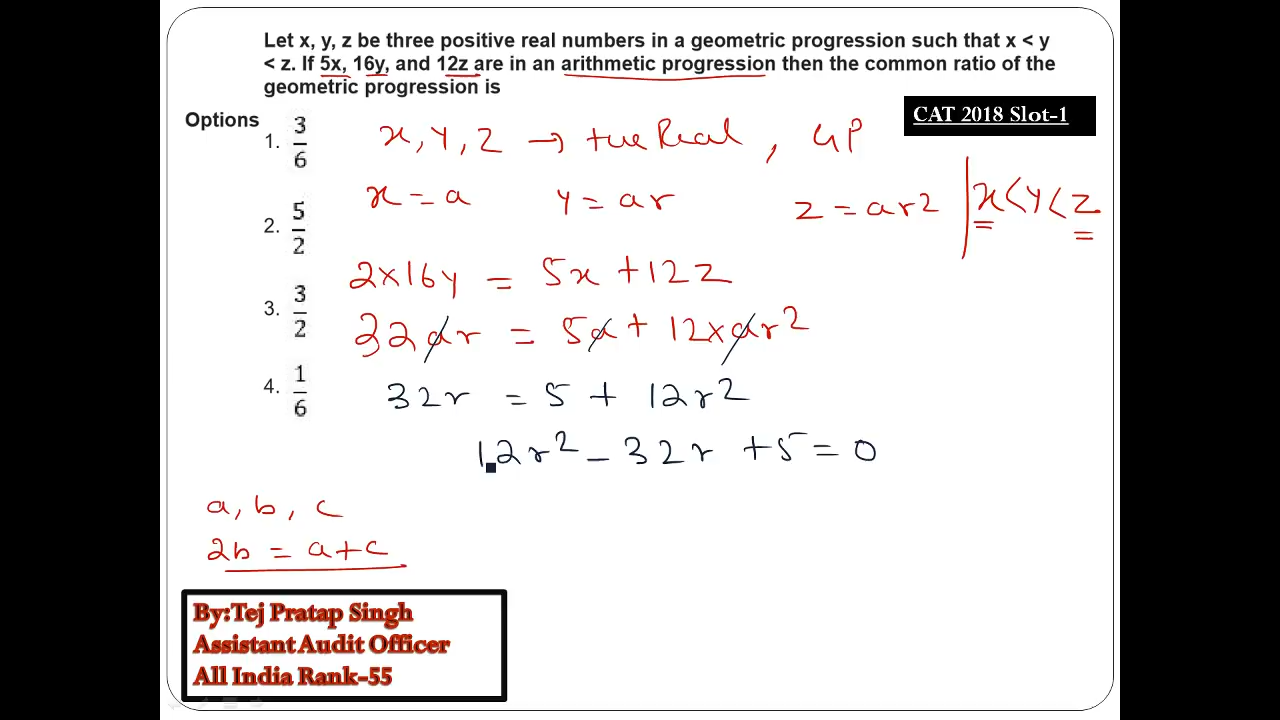 Let x, y, z be three positive real numbers in a geometric progression such that x < y
< z. If 5x, 16y, and 12z are in an arithmetic progression then the common ratio of the
geometric progression is
CAT 2018 Slot-1
Options
1. 3/6
2. 5/2
3. 3/2
4. 1/6
x, y, z → +ve Real, GP
x = a y = ar z = ar² | x < y < z
2×16y = 5x + 12z
32ar = 5a + 12×ar²
32r = 5 + 12r²
12r² - 32r + 5 = 0
a, b, c
2b = a+c
By:Tej Pratap Singh
Assistant Audit Officer
All India Rank-55